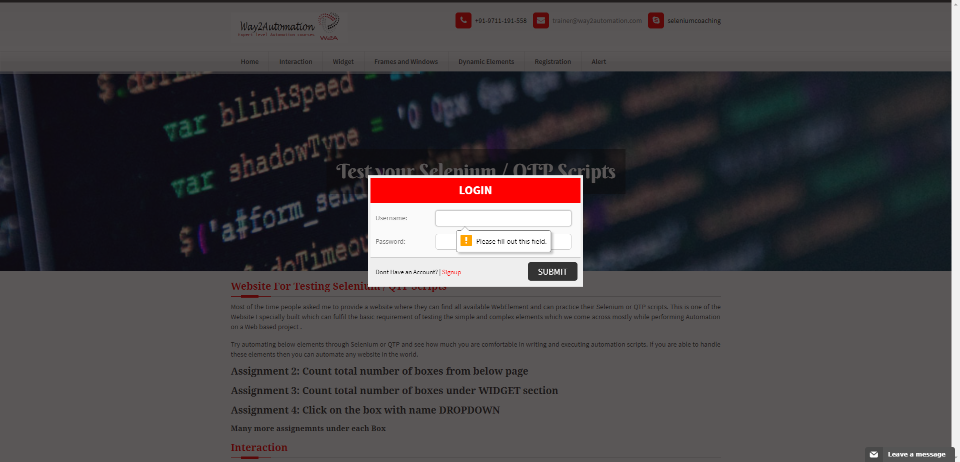 Way2Automation
+91-9711-191-558
trainer@way2automation.com
seleniumcoaching
Home
Interaction
Widget
Frames and Windows
Dynamic Elements
Registration
Alert
var blinkSpeed
var shadowType =
var
"#form_send
$('a#f
Test your Selenium / QTP Scripts
LOGIN
Username:
Please fill out this field.
Password:
Dont Have an Account? | Signup
SUBMIT
Website For Testing Selenium / QTP Scripts
Most of the time people asked me to provide a website where they can find all available WebElement and can practice their Selenium or QTP scripts. This is one of the
Website I specially built which can fulfil the basic requirement of testing the simple and complex elements which we come across mostly while performing Automation
on a Web based project .
Try automating below elements through Selenium or QTP and see how much you are comfortable in writing and executing automation scripts. If you are able to handle
these elements then you can automate any website in the world.
Assignment 2: Count total number of boxes from below page
Assignment 3: Count total number of boxes under WIDGET section
Assignment 4: Click on the box with name DROPDOWN
Many more assignemnts under each Box
Interaction
Leave a message